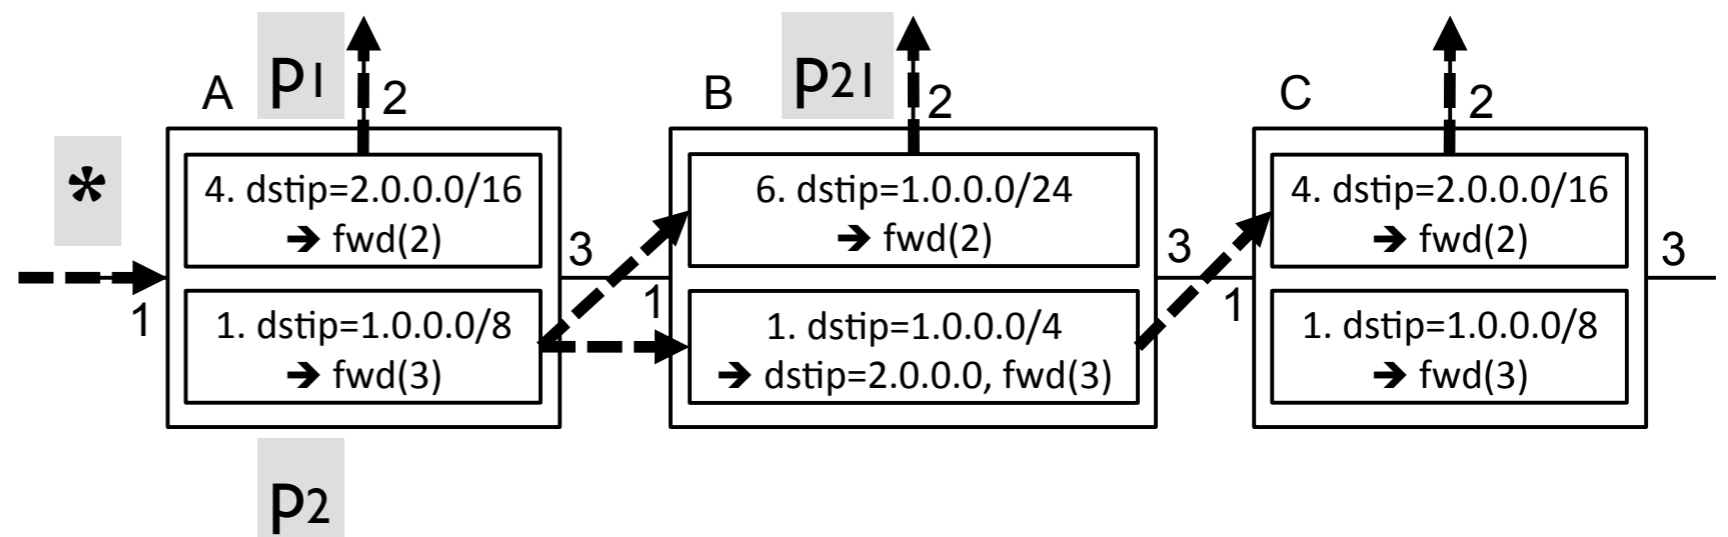 A
p1
2
B
p21
2
C
2
*
1
4. dstip=2.0.0.0/16
➔ fwd(2)
1. dstip=1.0.0.0/8
➔ fwd(3)
3
1
6. dstip=1.0.0.0/24
➔ fwd(2)
1. dstip=1.0.0.0/4
➔ dstip=2.0.0.0, fwd(3)
3
1
4. dstip=2.0.0.0/16
➔ fwd(2)
1. dstip=1.0.0.0/8
➔ fwd(3)
3
p2